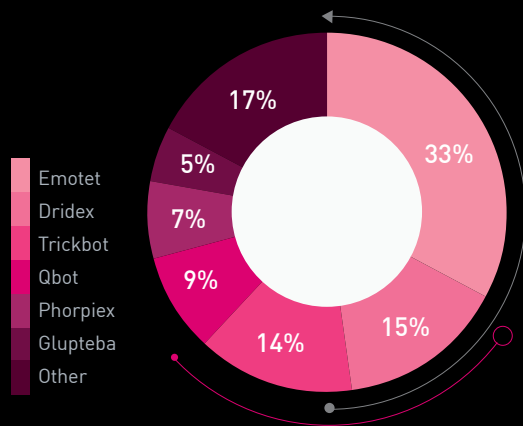 17%
33%
5%
7%
9%
14%
15%
Emotet
Dridex
Trickbot
Qbot
Phorpiex
Glupteba
Other